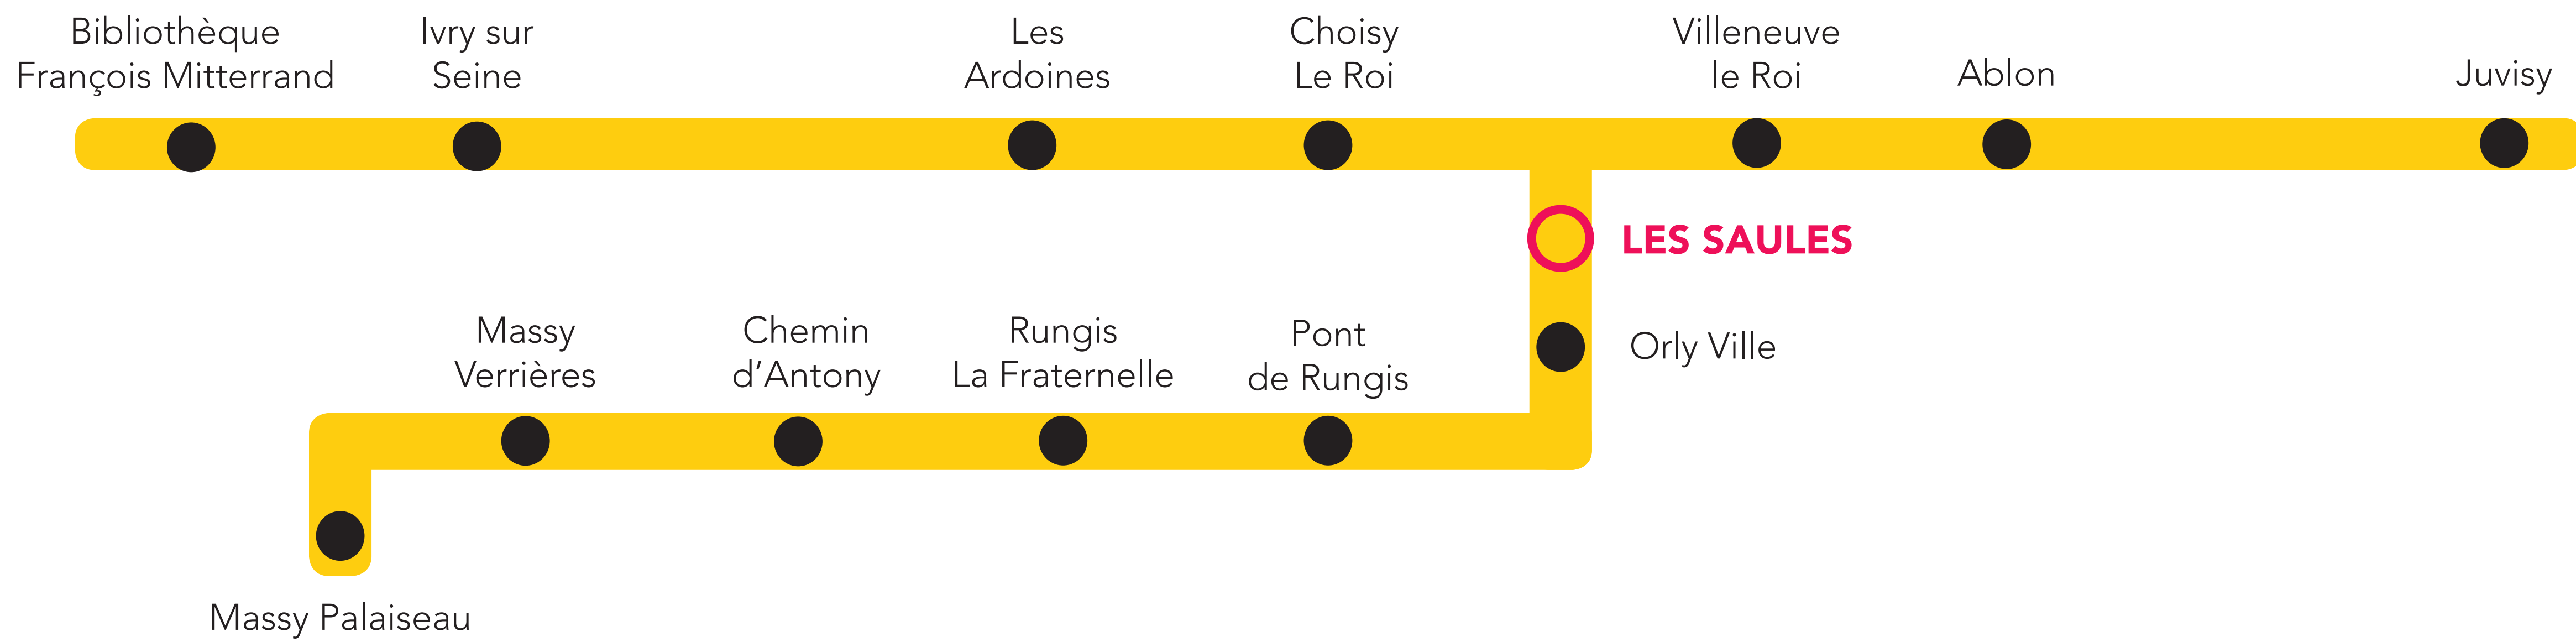 Bibliothèque
François Mitterrand
Ivry sur
Seine
Les
Ardoines
Choisy
Le Roi
Villeneuve
le Roi
Ablon
Juvisy
LES SAULES
Orly Ville
Massy
Verrières
Chemin
d’Antony
Rungis
La Fraternelle
Pont
de Rungis
Massy Palaiseau